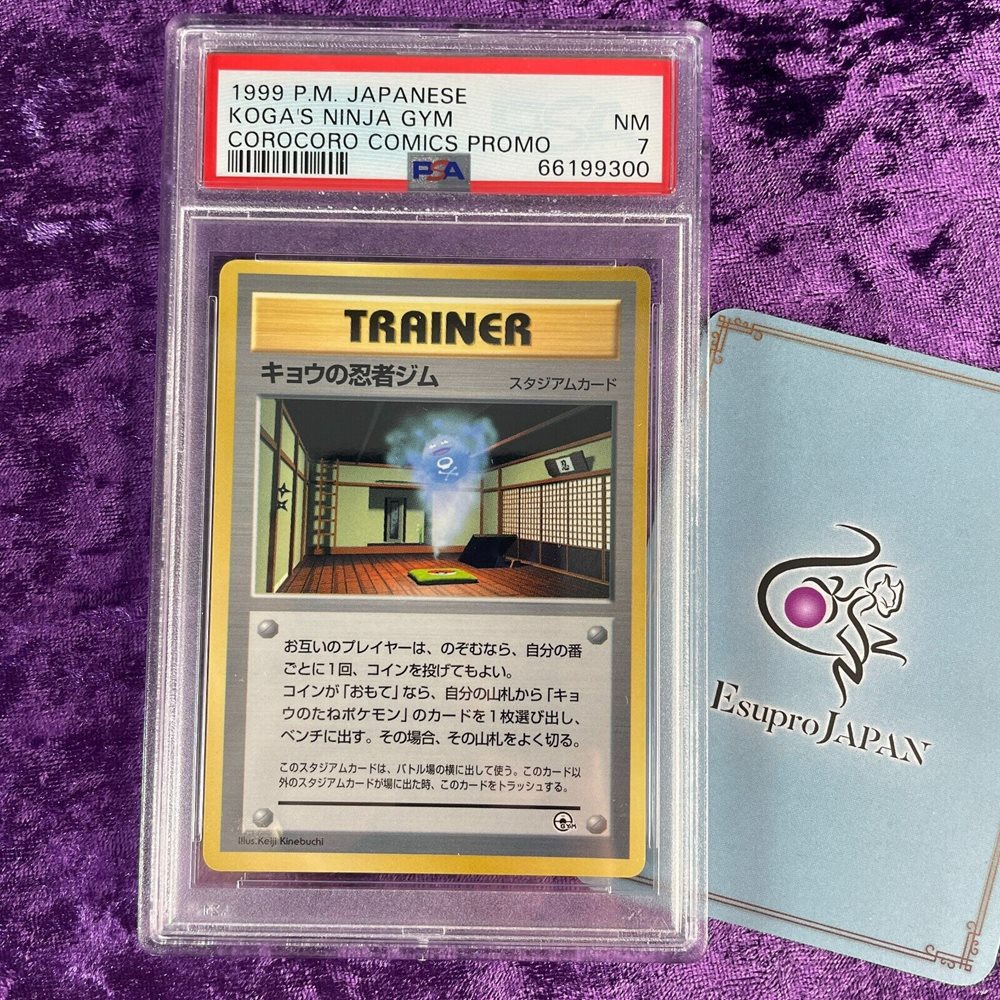 1999 P.M. JAPANESE
KOGA'S NINJA GYM NM
COROCORO COMICS PROMO 7
PSA 66199300
TRAINER
キョウの忍者ジム スタジアムカード
忍
お互いのプレイヤーは、のぞむなら、自分の番
ごとに1回、コインを投げてもよい。
コインが「おもて」なら、自分の山札から「キョ
ウのたねポケモン」のカードを1枚選び出し、
ベンチに出す。その場合、その山札をよく切る。
このスタジアムカードは、バトル場の横に出して使う。このカード以
外のスタジアムカードが場に出た時、このカードをトラッシュする。
GYM
Illus.Keiji Kinebuchi
EsuproJAPAN